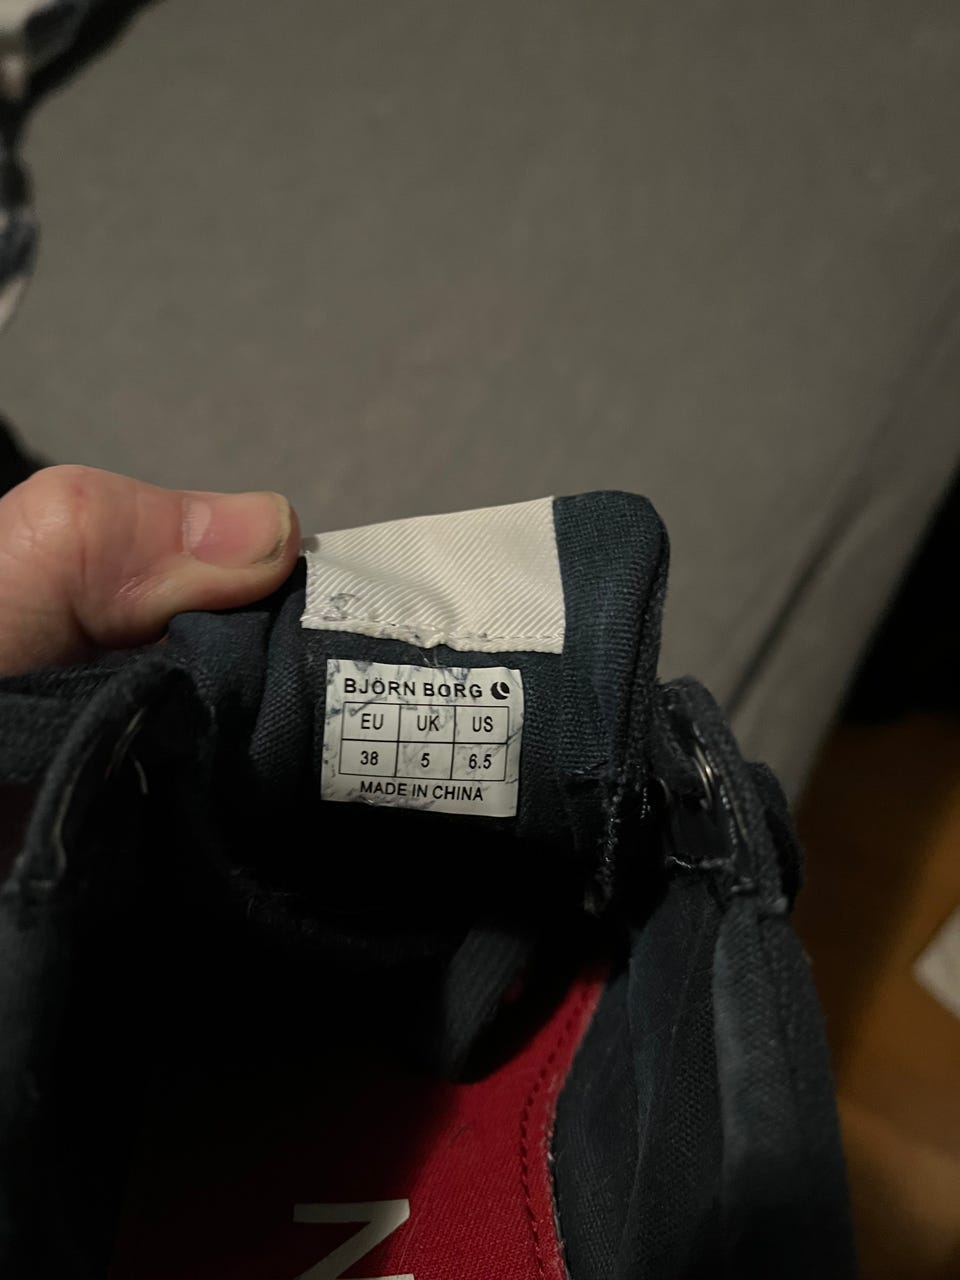 BJÖRN BORG
EU UK US
38 5 6.5
MADE IN CHINA
N